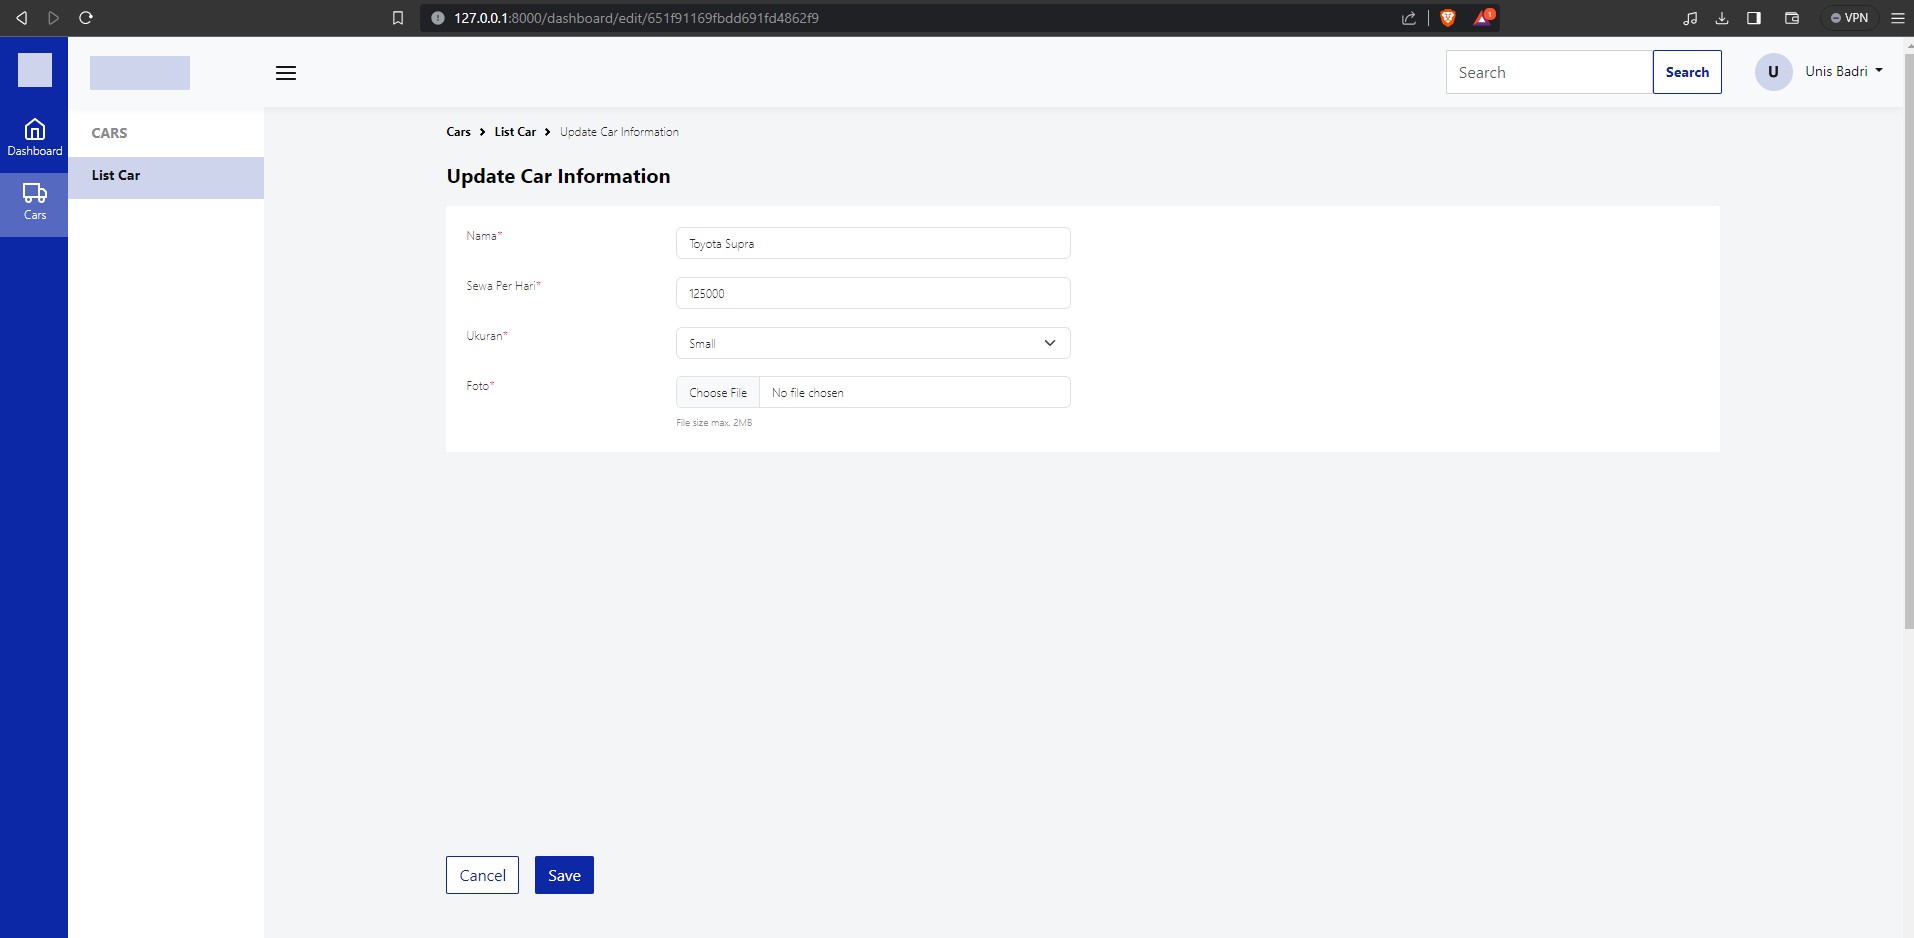 127.0.0.1:8000/dashboard/edit/651f91169fbdd691fd4862f9
1
VPN
Search
Search
U
Unis Badri
Dashboard
Cars
CARS
List Car
Cars > List Car > Update Car Information
Update Car Information
Nama*
Toyota Supra
Sewa Per Hari*
125000
Ukuran*
Small
Foto*
Choose File
No file chosen
File size max. 2MB
Cancel
Save